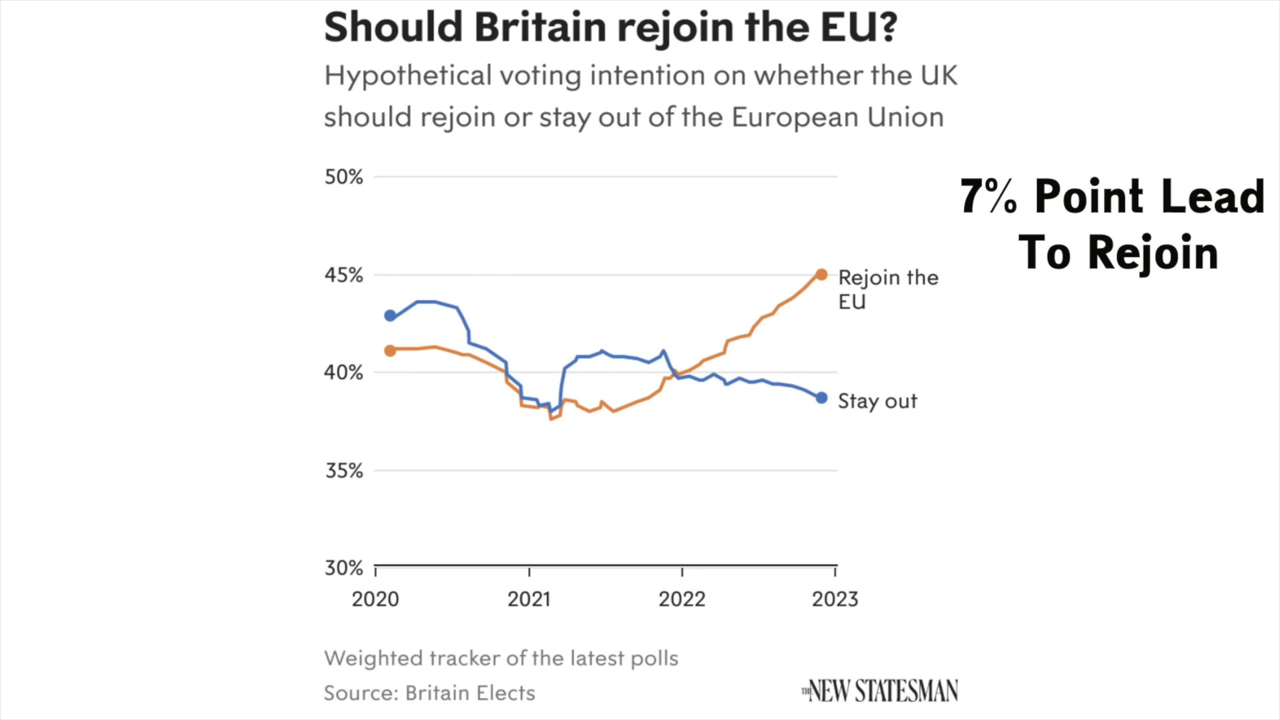 Should Britain rejoin the EU?
Hypothetical voting intention on whether the UK
should rejoin or stay out of the European Union
50%
7% Point Lead
To Rejoin
45%
Rejoin the
EU
40%
Stay out
35%
30%
2020 2021 2022 2023
Weighted tracker of the latest polls
Source: Britain Elects
THE NEW STATESMAN